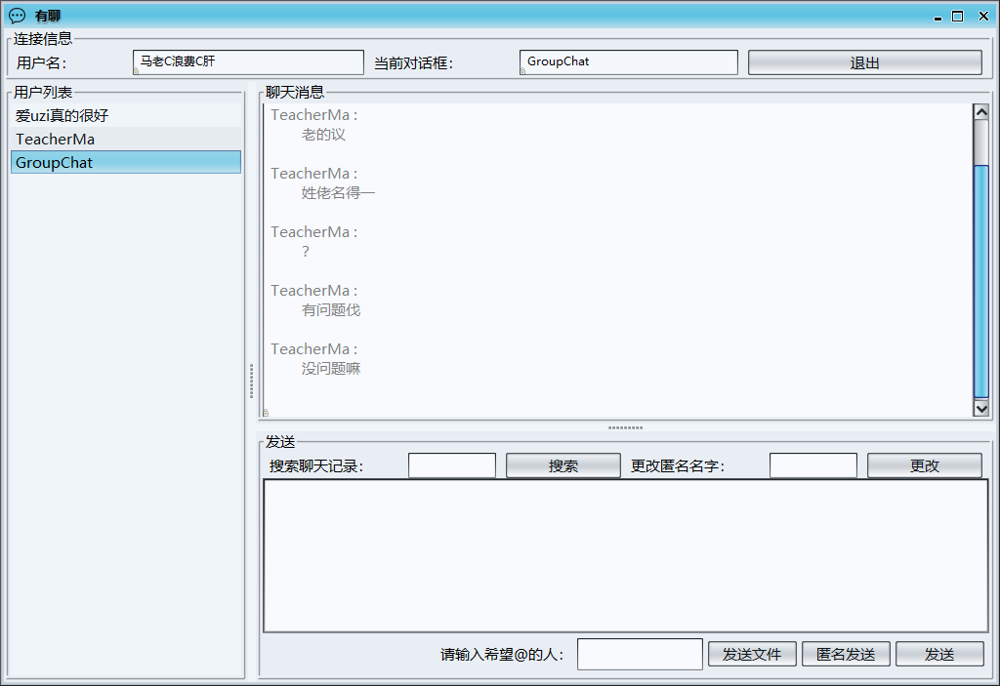 有聊
连接信息
用户名： 马老C浪费C肝 当前对话框： GroupChat 退出
用户列表
爱uzi真的很好
TeacherMa
GroupChat
聊天消息
TeacherMa :
老的议
TeacherMa :
姓佬名得一
TeacherMa :
?
TeacherMa :
有问题伐
TeacherMa :
没问题嘛
发送
搜索聊天记录： 搜索 更改匿名名字： 更改
请输入希望@的人： 发送文件 匿名发送 发送